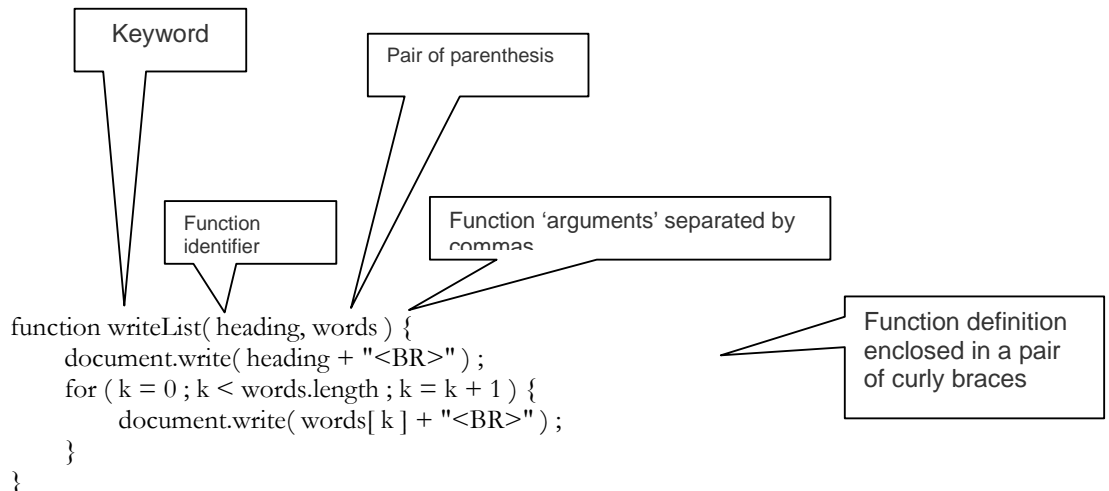 Keyword
Pair of parenthesis
Function
identifier
Function ‘arguments’ separated by
commas
function writeList( heading, words ) {
document.write( heading + "<BR>" ) ;
for ( k = 0 ; k < words.length ; k = k + 1 ) {
document.write( words[ k ] + "<BR>" ) ;
}
}
Function definition
enclosed in a pair
of curly braces